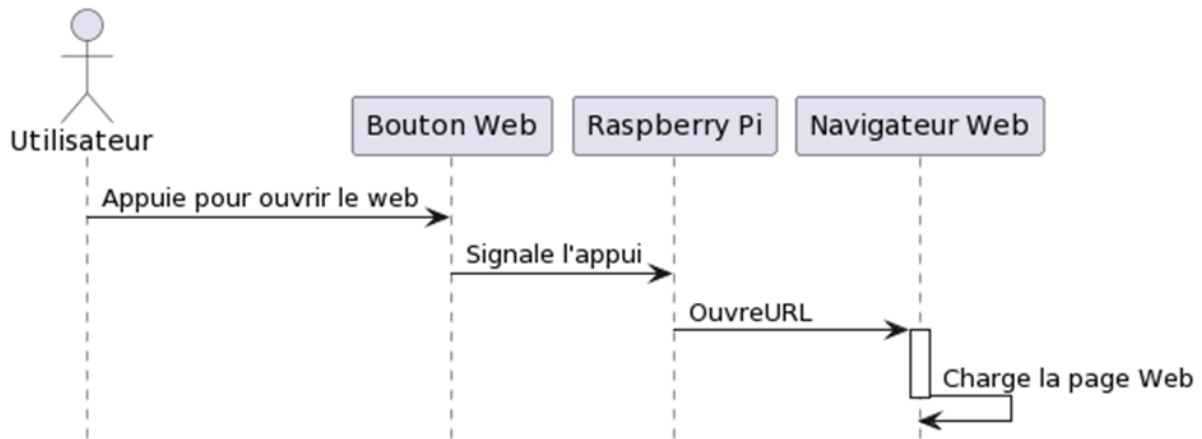 Utilisateur
Bouton Web
Raspberry Pi
Navigateur Web
Appuie pour ouvrir le web
Signale l'appui
OuvreURL
Charge la page Web